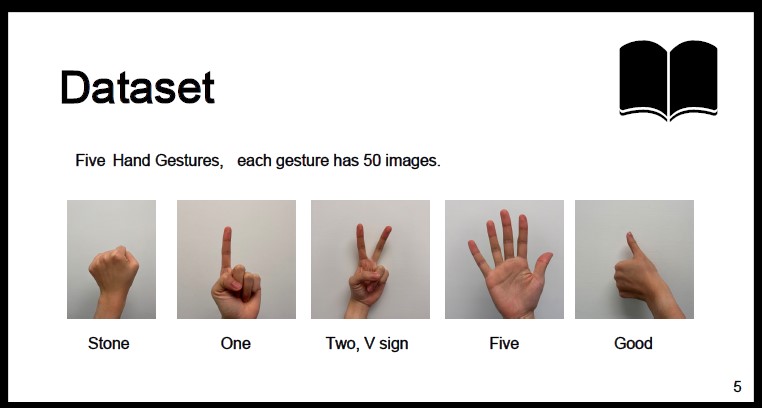 Dataset
Five Hand Gestures, each gesture has 50 images.
Stone One Two, V sign Five Good
5